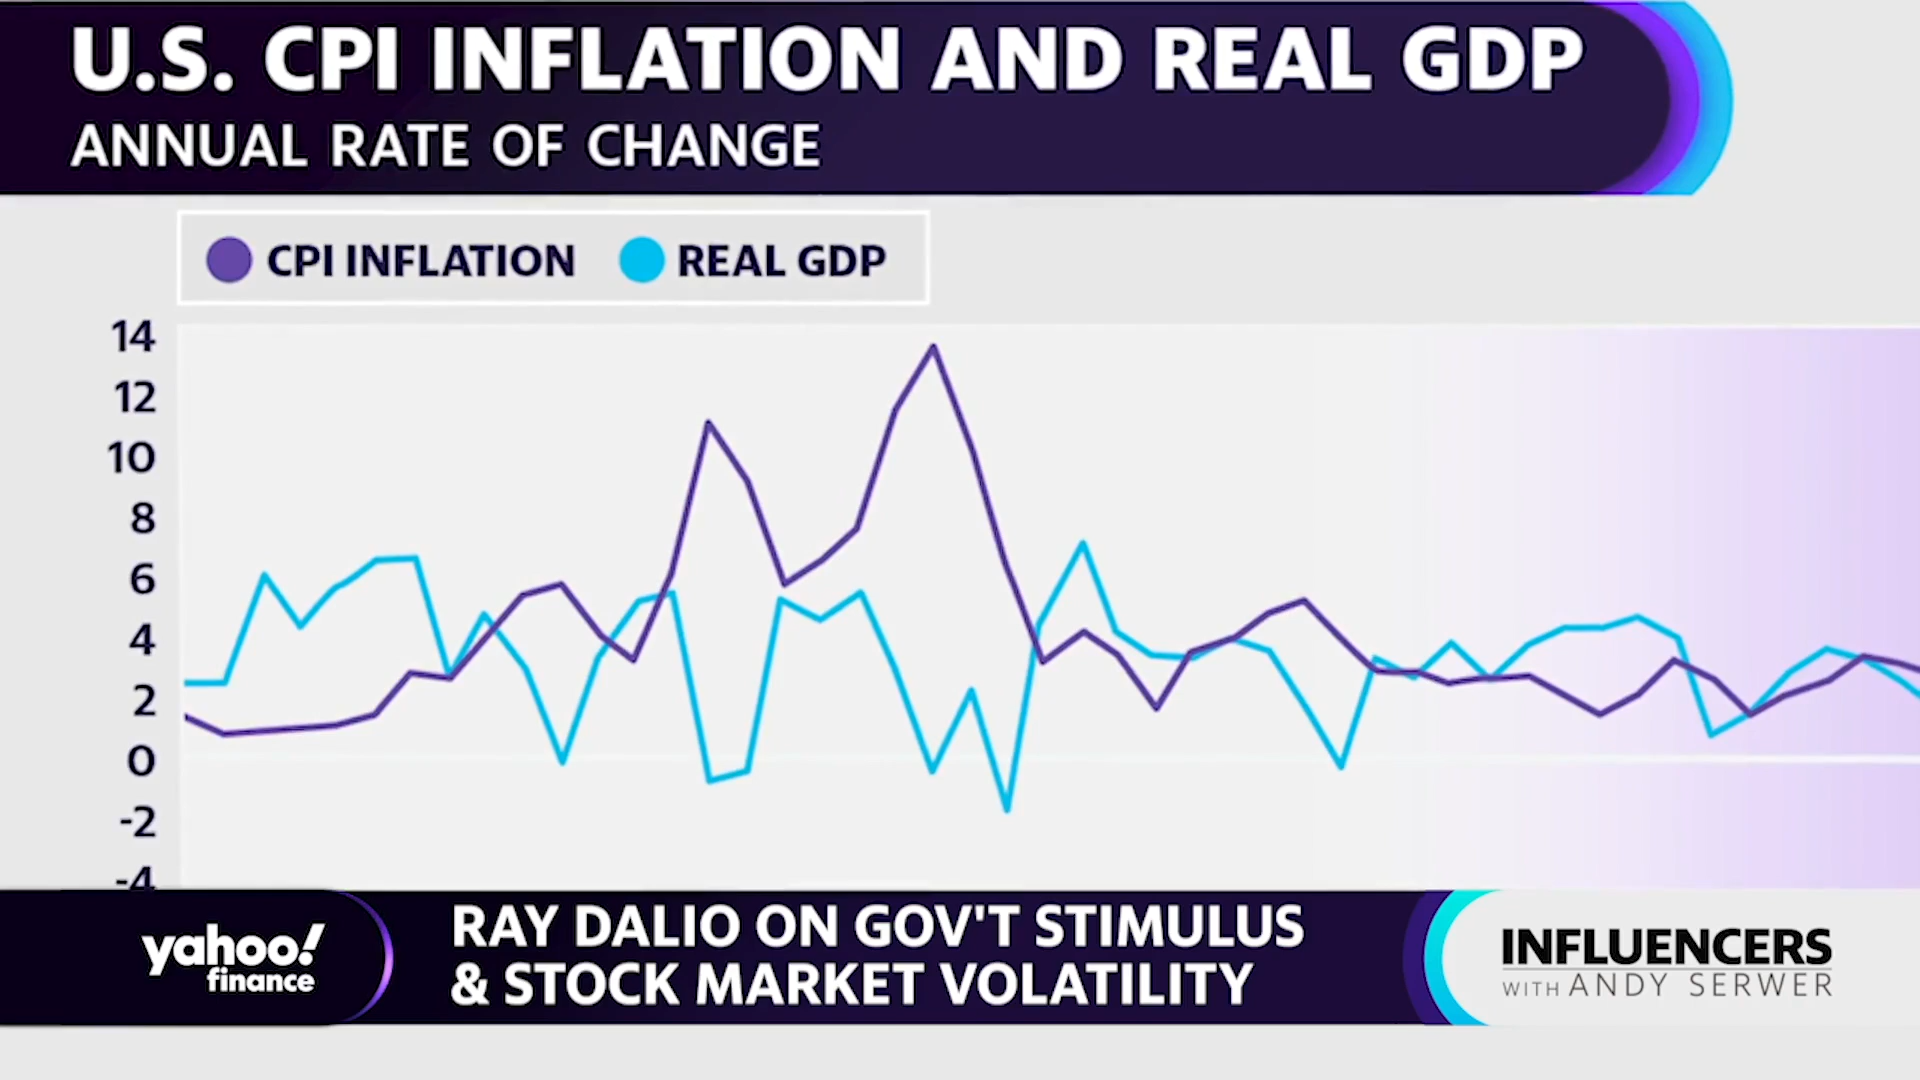 U.S. CPI INFLATION AND REAL GDP
ANNUAL RATE OF CHANGE
CPI INFLATION REAL GDP
14
12
10
8
6
4
2
0
-2
-4
yahoo!
finance
RAY DALIO ON GOV'T STIMULUS
& STOCK MARKET VOLATILITY
INFLUENCERS
WITH ANDY SERWER